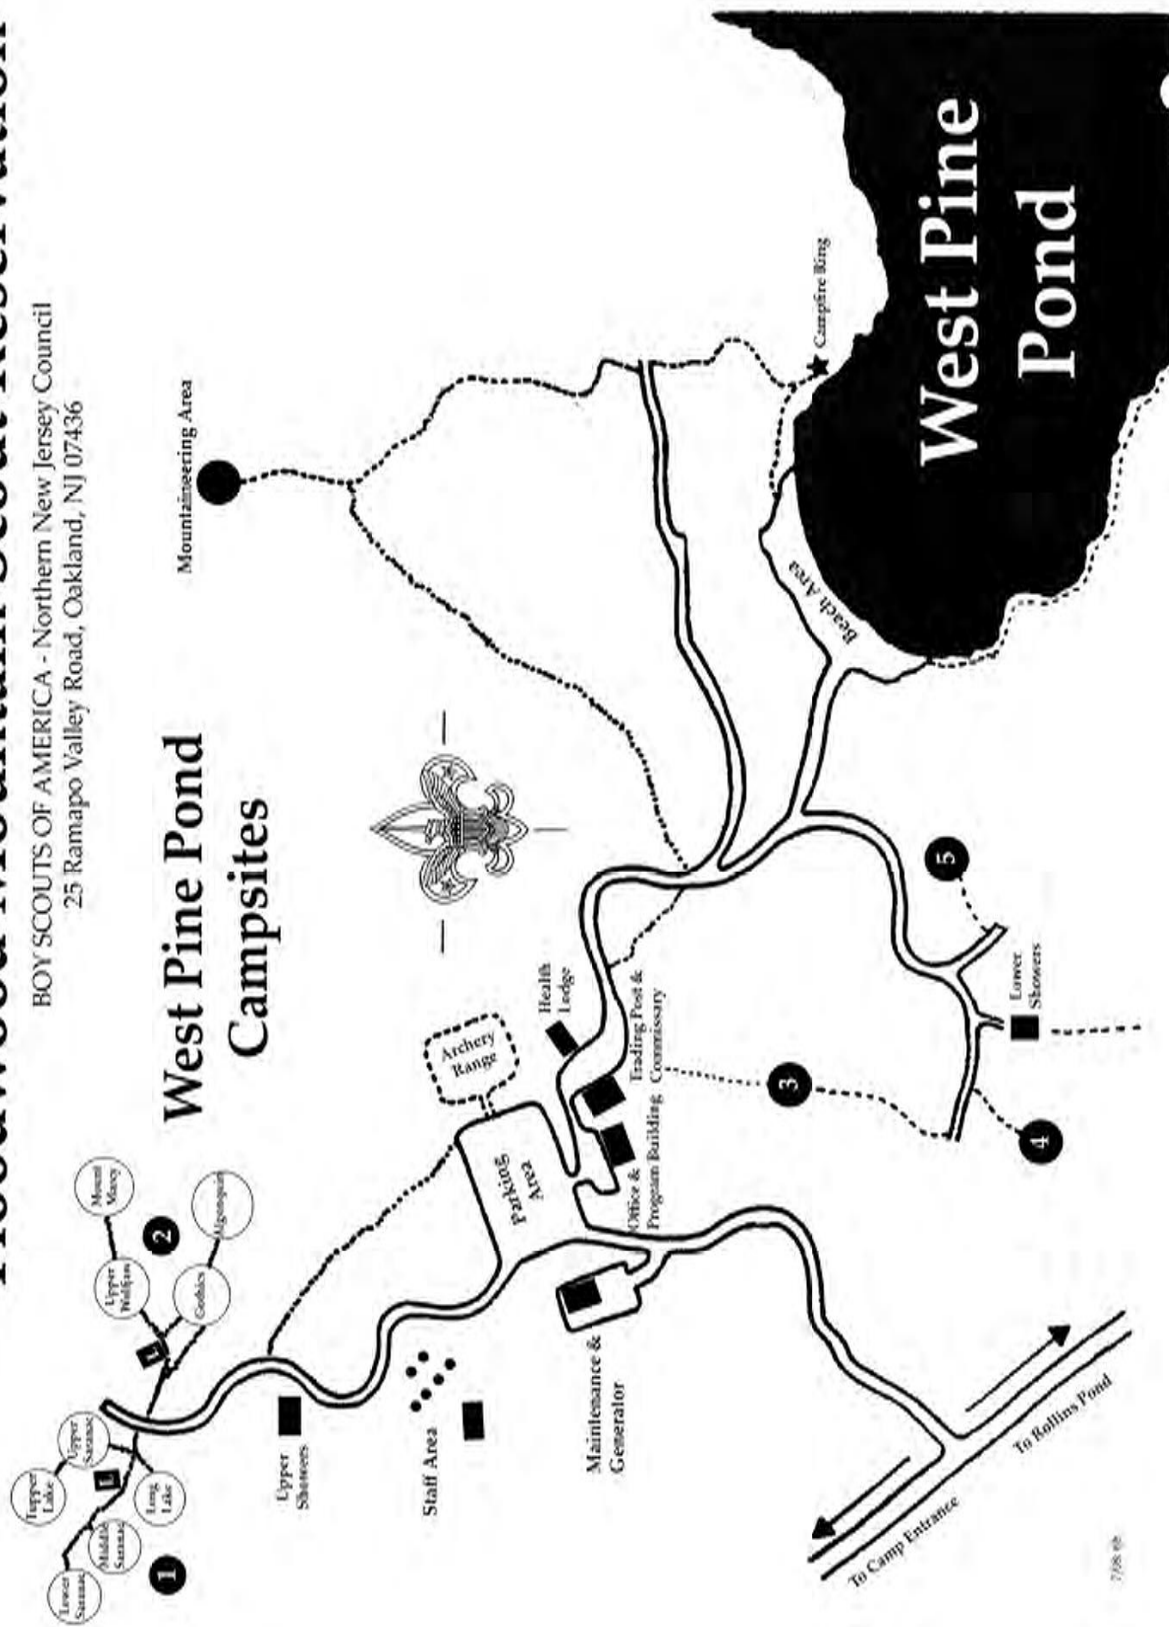 BOY SCOUTS OF AMERICA - Northern New Jersey Council
25 Ramapo Valley Road, Oakland, NJ 07436
West Pine Pond
Campsites
Mountaineering Area
Campfire Ring
West Pine
Pond
Beach Area
Health
Lodge
Archery
Range
Trading Post &
Commissary
Parking
Area
Office &
Program Building
Maintenance &
Generator
Staff Area
Upper
Showers
Lower
Showers
Mount
Marcy
Algonquin
Upper
Gothics
L
2
Upper
Saranac
Tupper
Lake
L
Long
Lake
Middle
Saranac
Lower
Saranac
1
3
4
5
To Rollins Pond
To Camp Entrance